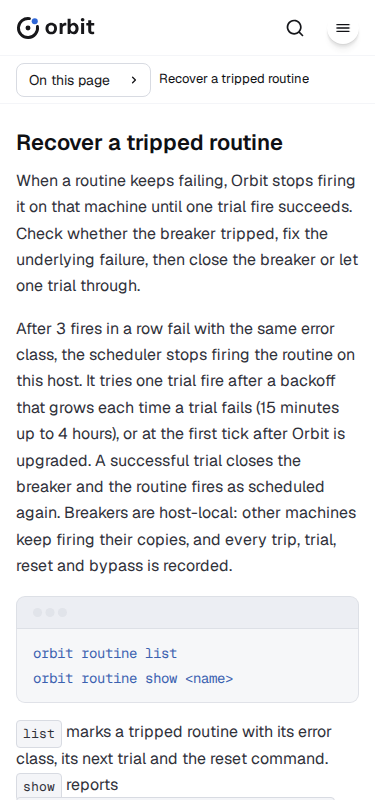 orbit
On this page
Recover a tripped routine
Recover a tripped routine
When a routine keeps failing, Orbit stops firing
it on that machine until one trial fire succeeds.
Check whether the breaker tripped, fix the
underlying failure, then close the breaker or let
one trial through.
After 3 fires in a row fail with the same error
class, the scheduler stops firing the routine on
this host. It tries one trial fire after a backoff
that grows each time a trial fails (15 minutes
up to 4 hours), or at the first tick after Orbit is
upgraded. A successful trial closes the
breaker and the routine fires as scheduled
again. Breakers are host-local: other machines
keep firing their copies, and every trip, trial,
reset and bypass is recorded.
orbit routine list
orbit routine show <name>
list marks a tripped routine with its error
class, its next trial and the reset command.
show reports